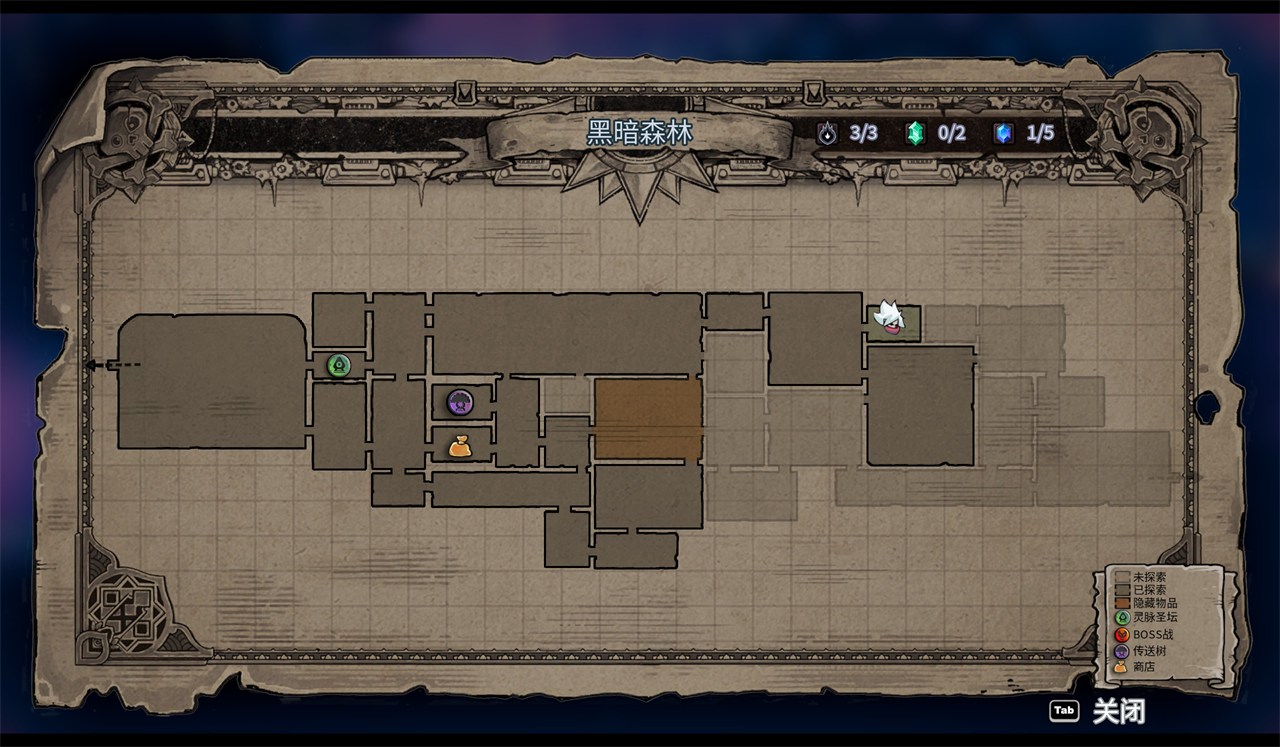 黑暗森林
3/3
0/2
1/5
未探索
已探索
隐藏物品
灵脉圣坛
BOSS战
传送树
商店
Tab 关闭